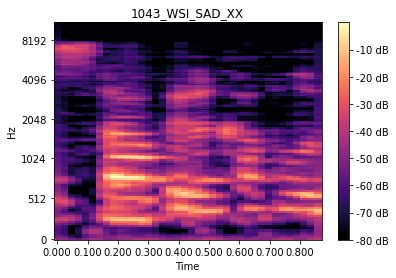 1043_WSI_SAD_XX
8192
4096
2048
1024
512
0
Hz
0.000 0.100 0.200 0.300 0.400 0.500 0.600 0.700 0.800
Time
-10 dB
-20 dB
-30 dB
-40 dB
-50 dB
-60 dB
-70 dB
-80 dB